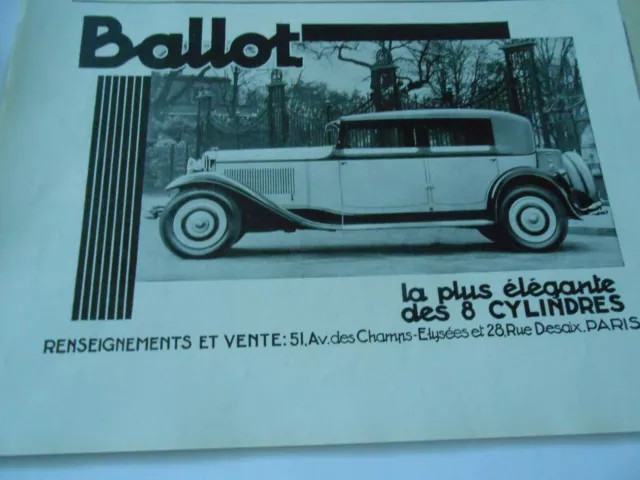 Ballot
la plus élégante
des 8 CYLINDRES
RENSEIGNEMENTS ET VENTE: 51, Av. des Champs-Elysées et 28, Rue Desaix. PARIS